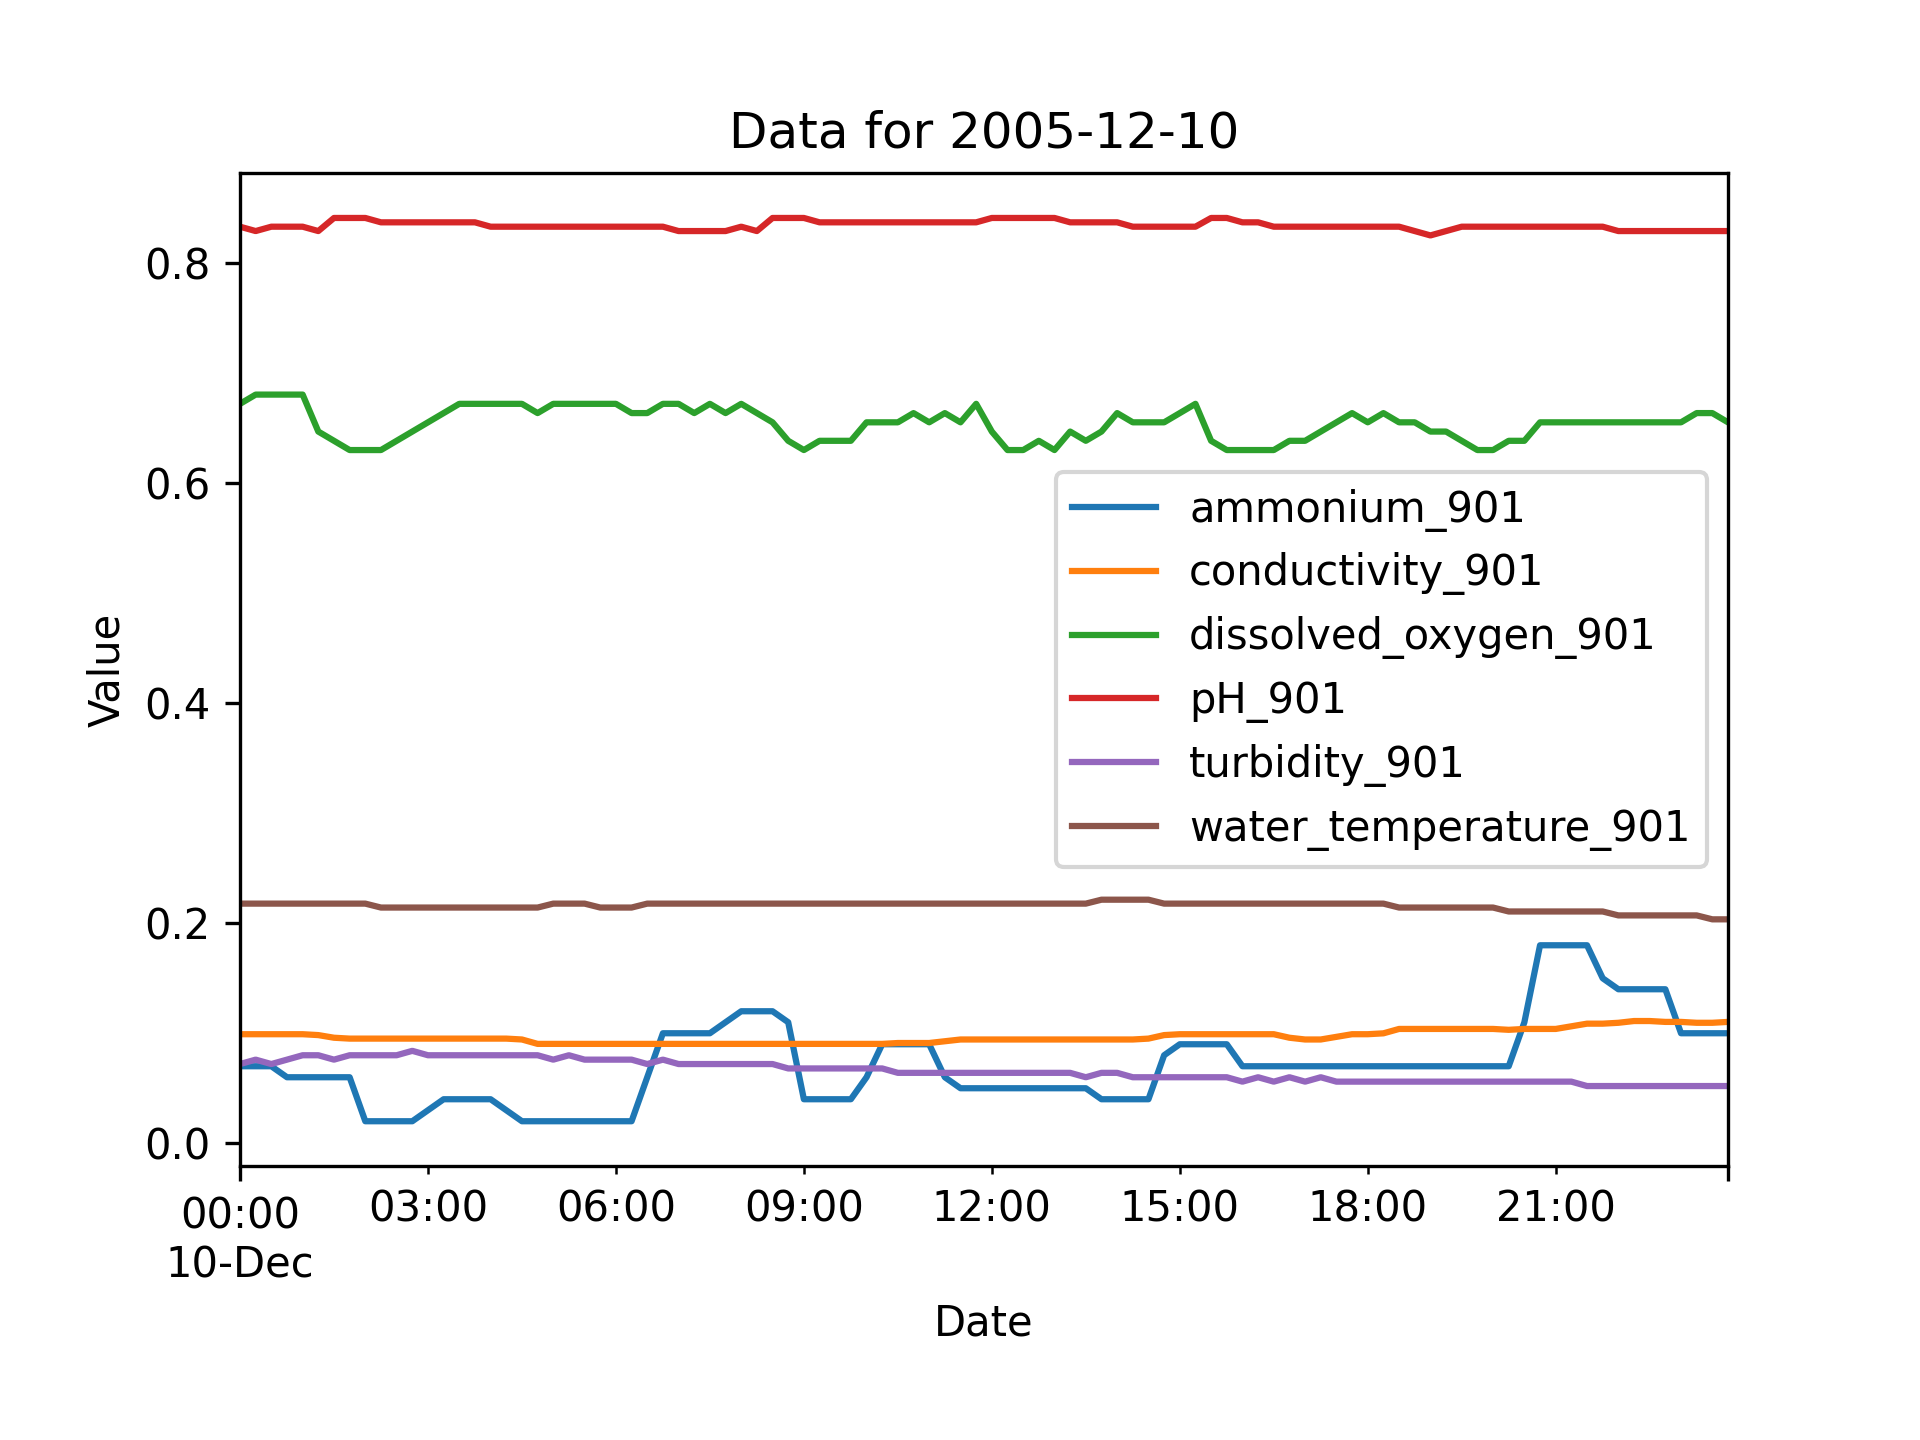 Data for 2005-12-10
Value
0.8
0.6
0.4
0.2
0.0
ammonium_901
conductivity_901
dissolved_oxygen_901
pH_901
turbidity_901
water_temperature_901
00:00 03:00 06:00 09:00 12:00 15:00 18:00 21:00
10-Dec
Date